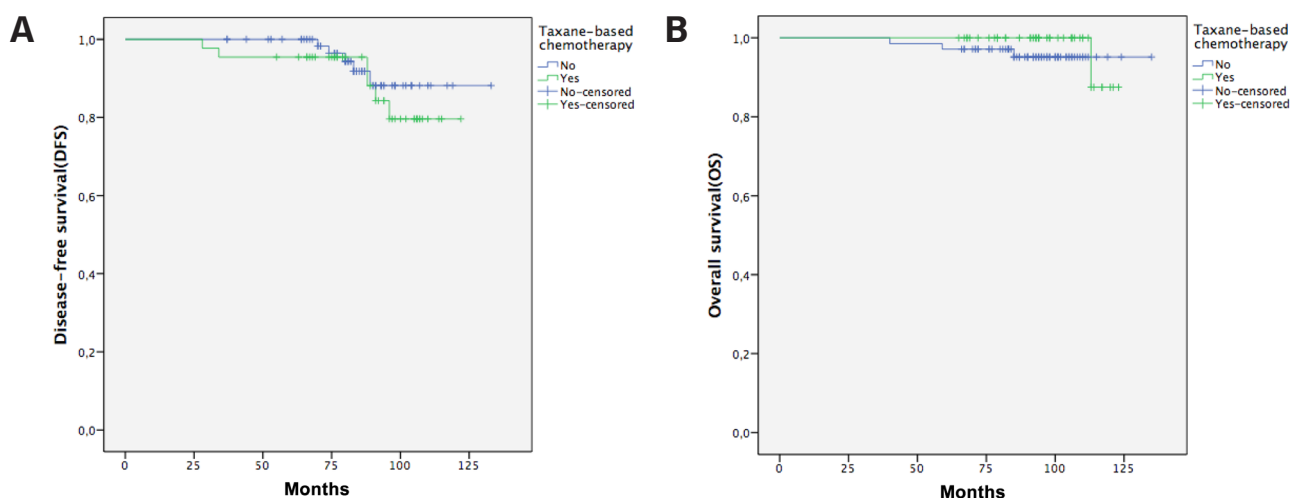 A
Taxane-based
chemotherapy
No
Yes
No-censored
Yes-censored
Disease-free survival(DFS)
1,0
0,8
0,6
0,4
0,2
0,0
0 25 50 75 100 125
Months
B
Taxane-based
chemotherapy
No
Yes
No-censored
Yes-censored
Overall survival(OS)
1,0
0,8
0,6
0,4
0,2
0,0
0 25 50 75 100 125
Months